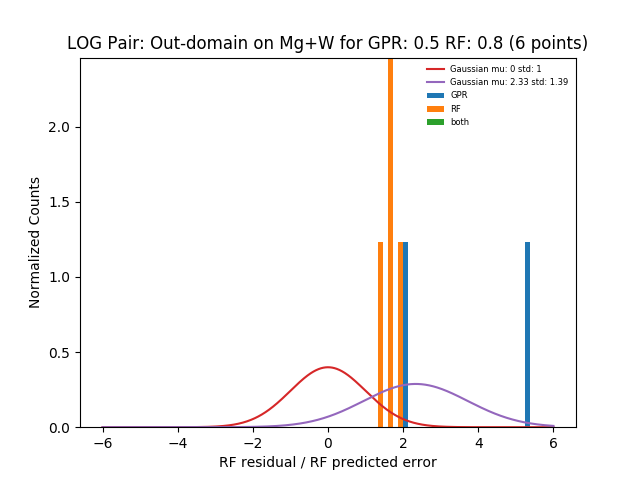 LOG Pair: Out-domain on Mg+W for GPR: 0.5 RF: 0.8 (6 points)
Gaussian mu: 0 std: 1
Gaussian mu: 2.33 std: 1.39
GPR
RF
both
2.0
1.5
1.0
0.5
0.0
Normalized Counts
−6 −4 −2 0 2 4 6
RF residual / RF predicted error